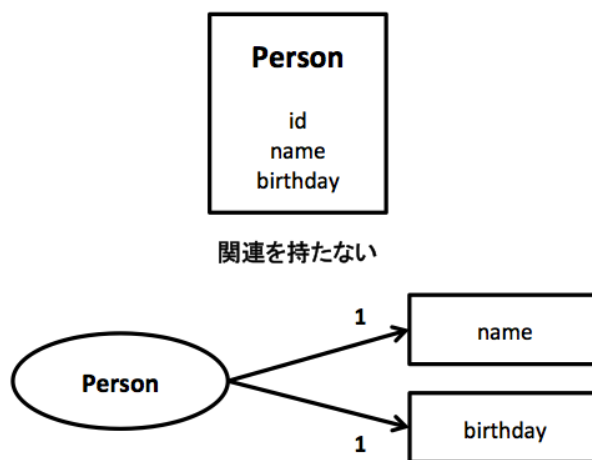 Person
id
name
birthday
関連を持たない
1
name
Person
birthday
1